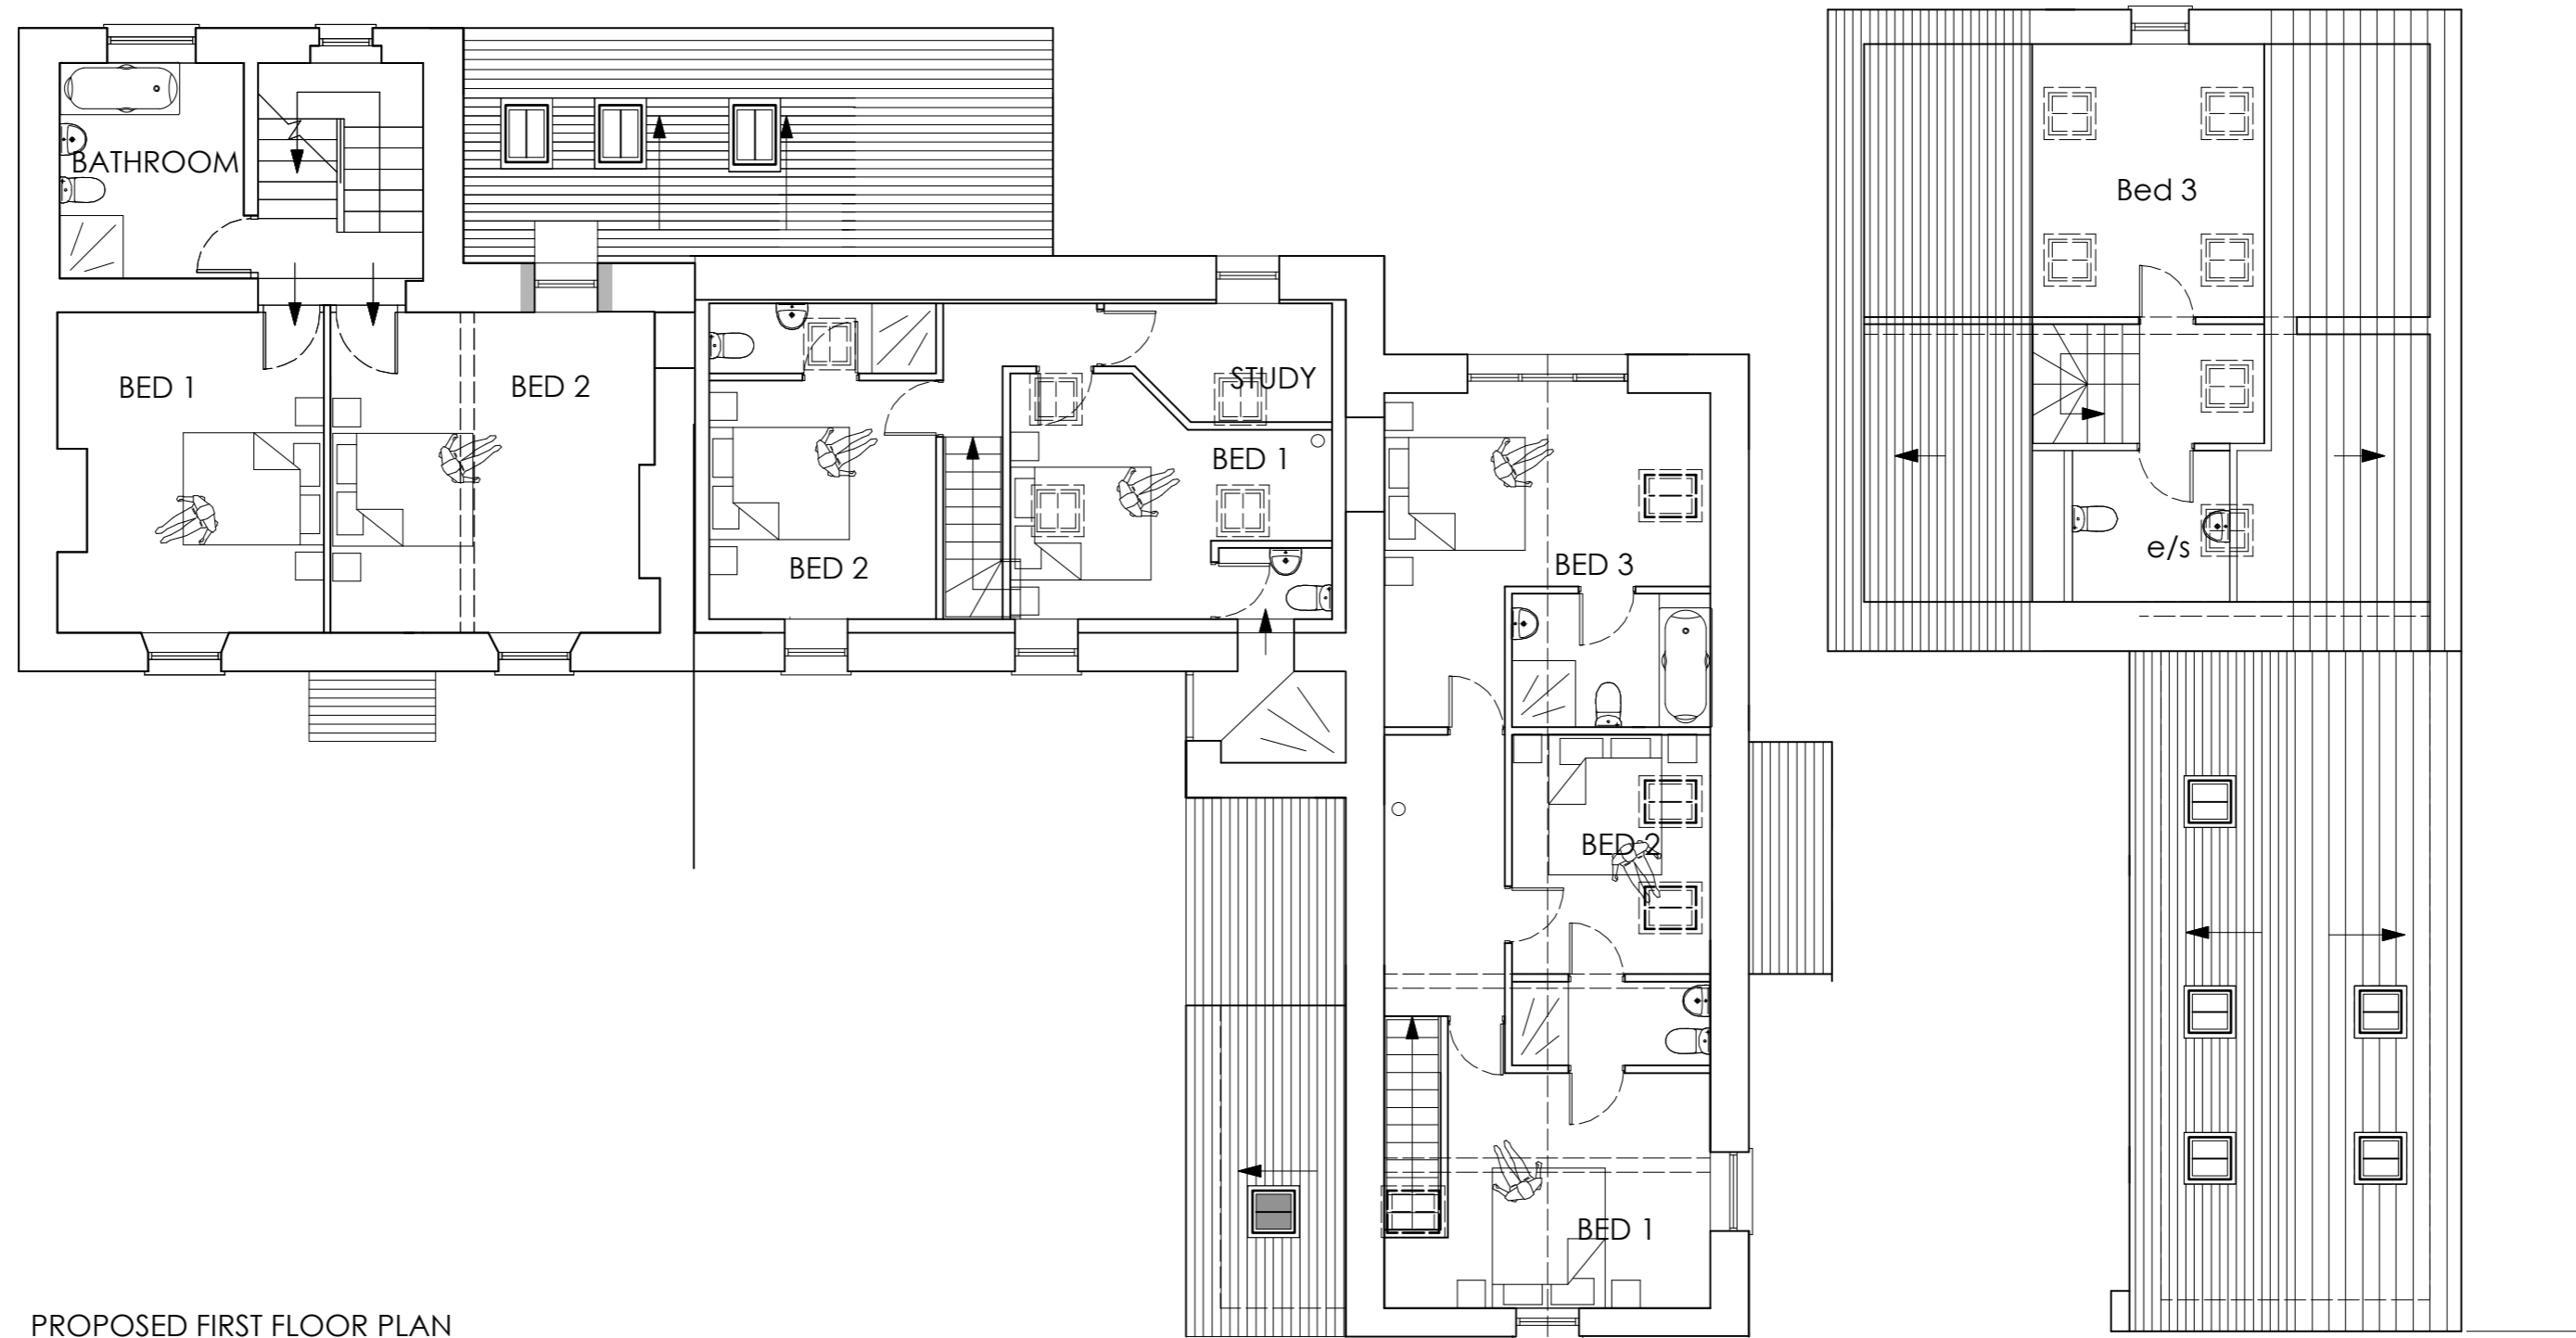 BATHROOM
Bed 3
BED 1
BED 2
STUDY
BED 1
BED 2
BED 3
e/s
BED 2
BED 1
PROPOSED FIRST FLOOR PLAN